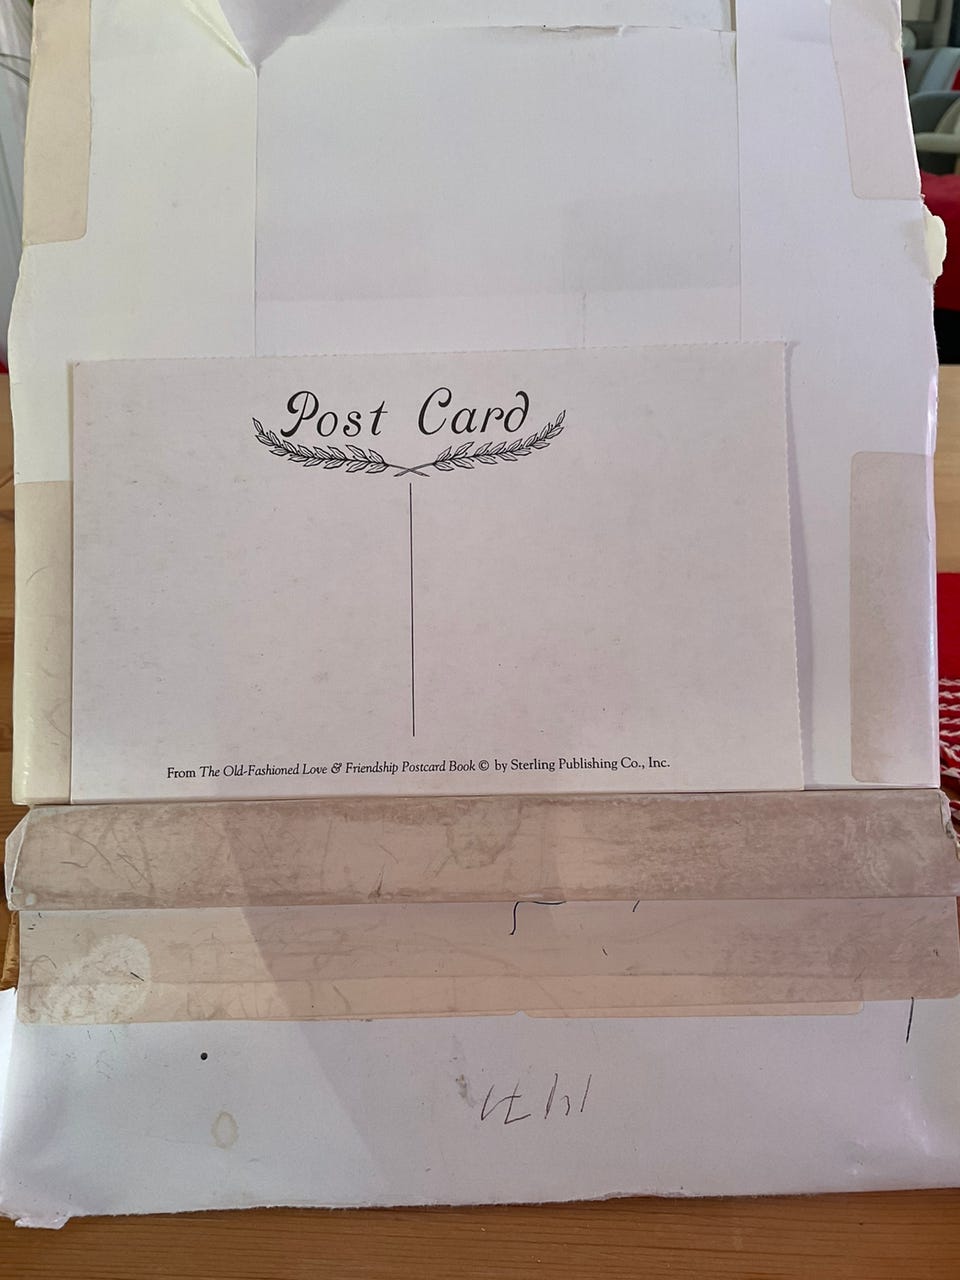 Post Card
From The Old-Fashioned Love & Friendship Postcard Book © by Sterling Publishing Co., Inc.